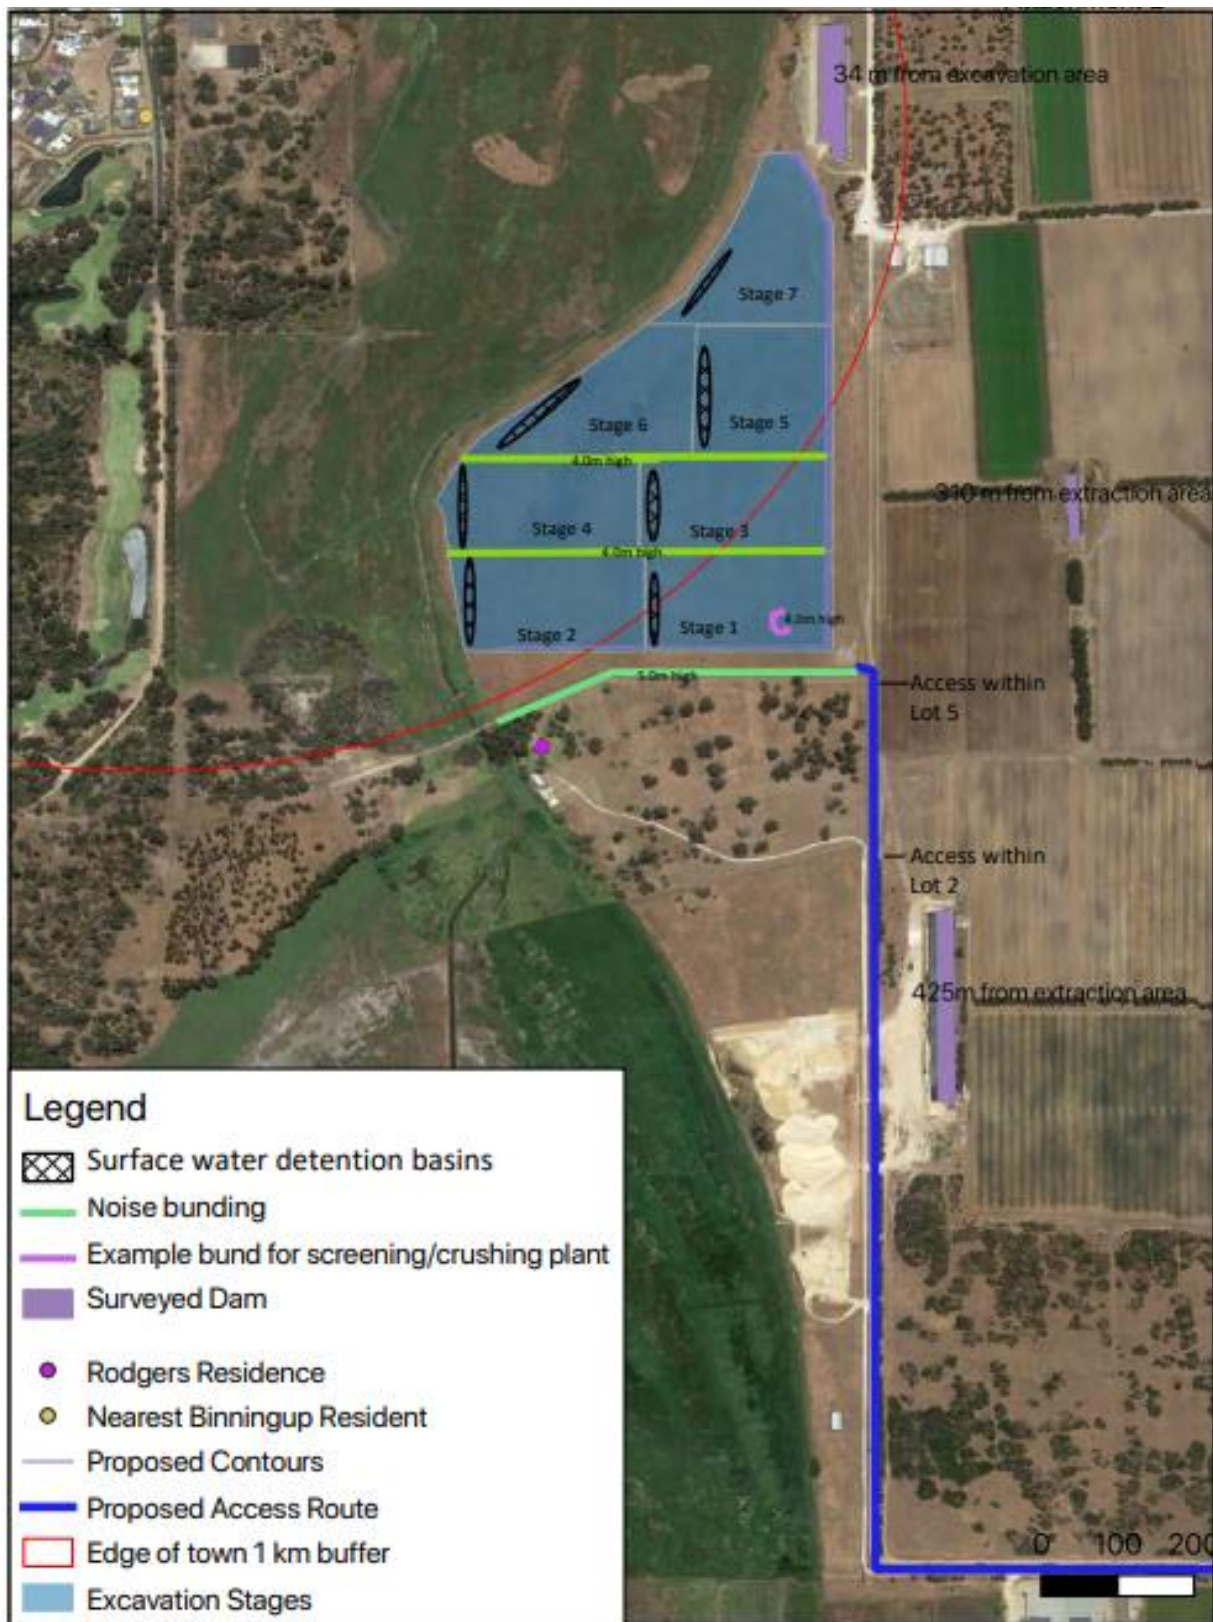 34 m from excavation area
Stage 7
Stage 6
Stage 5
4.0m high
310 m from extraction area
Stage 4
Stage 3
4.0m high
4.0m high
Stage 2
Stage 1
5.0m high
Access within
Lot 5
Access within
Lot 2
425m from extraction area
Legend
Surface water detention basins
Noise bunding
Example bund for screening/crushing plant
Surveyed Dam
Rodgers Residence
Nearest Binningup Resident
Proposed Contours
Proposed Access Route
Edge of town 1 km buffer
Excavation Stages
0 100 200